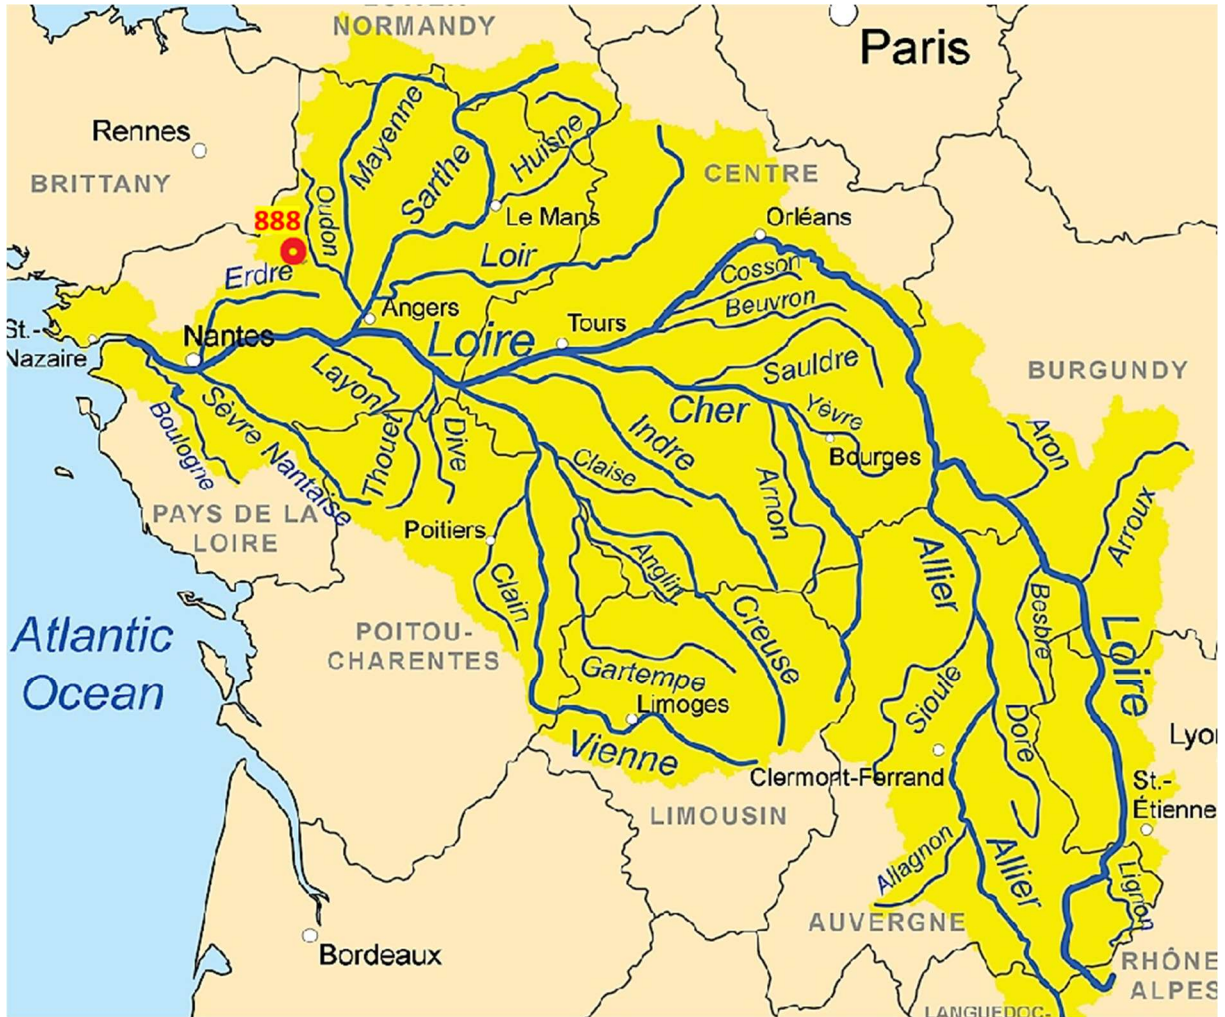 LOWER
NORMANDY
Paris
Rennes
BRITTANY
Mayenne
Sarthe
Huisne
CENTRE
Oudon
888
Le Mans
Orléans
Loir
Erdre
Cosson
Beuvron
Angers
Nantes
Loire
Tours
St.-
Nazaire
Layon
Sauldre
BURGUNDY
Boulogne
Sèvre Nantaise
Thouet
Dive
Cher
Yèvre
Indre
Bourges
Aron
Claise
Arnon
Arroux
PAYS DE LA
LOIRE
Poitiers
Allier
Anglin
Clain
Besbre
Creuse
Atlantic
Ocean
POITOU-
CHARENTES
Loire
Gartempe
Limoges
Sioule
Dore
Vienne
Lyo
Clermont-Ferrand
St.-
Étienne
LIMOUSIN
Allagnon
Allier
Lignon
AUVERGNE
Bordeaux
RHÔNE
ALPES
LANGUEDOC-